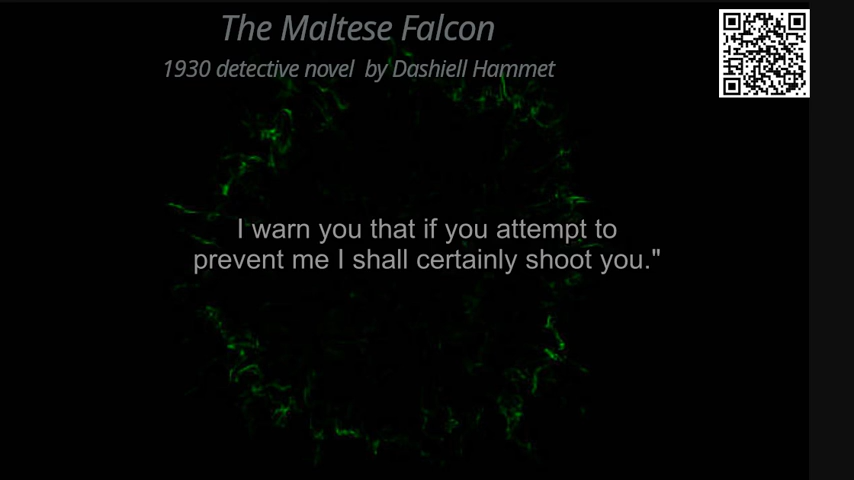 The Maltese Falcon
1930 detective novel by Dashiell Hammet
I warn you that if you attempt to
prevent me I shall certainly shoot you."